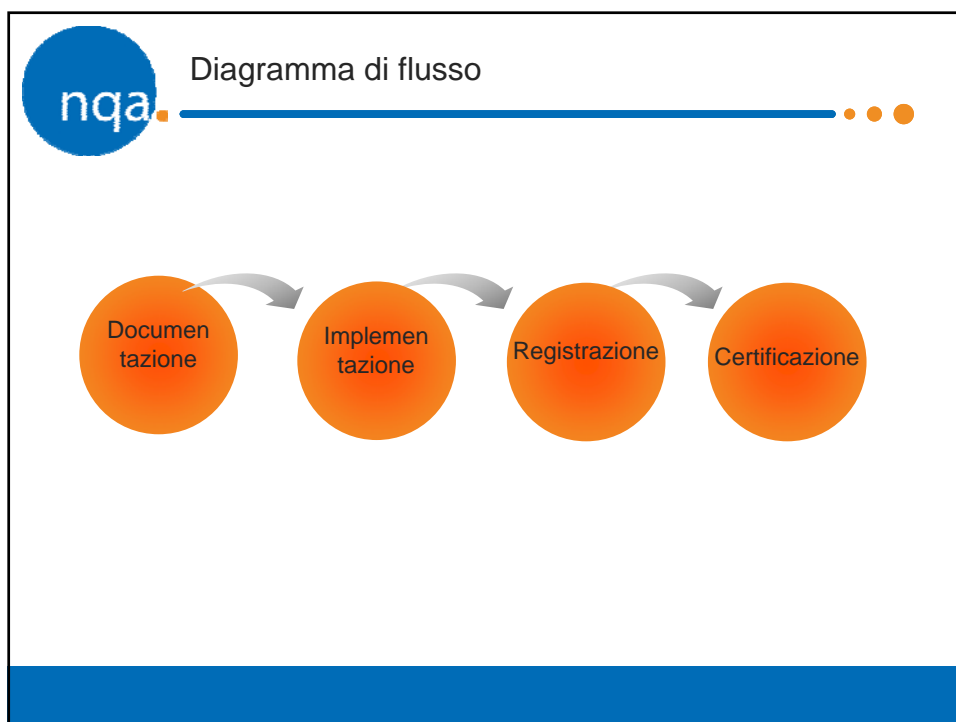 Diagramma di flusso
nqa.
Documen
tazione
Implemen
tazione
Registrazione
Certificazione